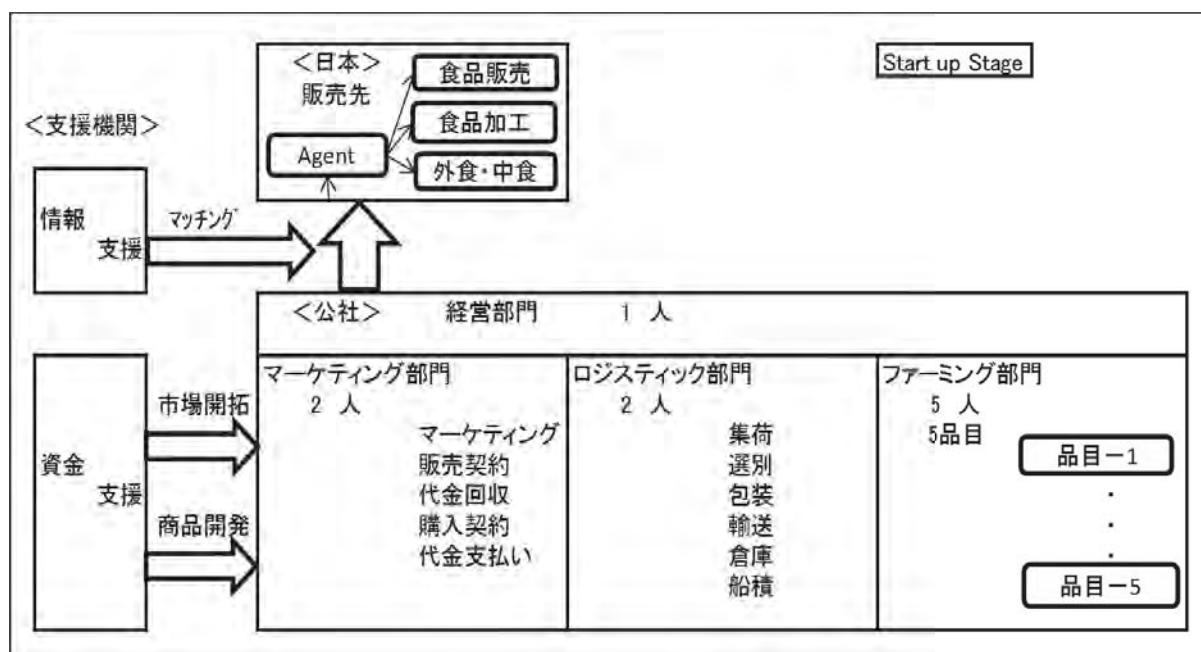 Start up Stage
＜日本＞
販売先
食品販売
食品加工
外食・中食
Agent
＜支援機関＞
情報
支援
マッチング
＜公社＞　経営部門　1 人
資金
支援
市場開拓
商品開発
マーケティング部門
2 人
マーケティング
販売契約
代金回収
購入契約
代金支払い
ロジスティック部門
2 人
集荷
選別
包装
輸送
倉庫
船積
ファーミング部門
5 人
5品目
品目ー1
・
・
・
品目ー5